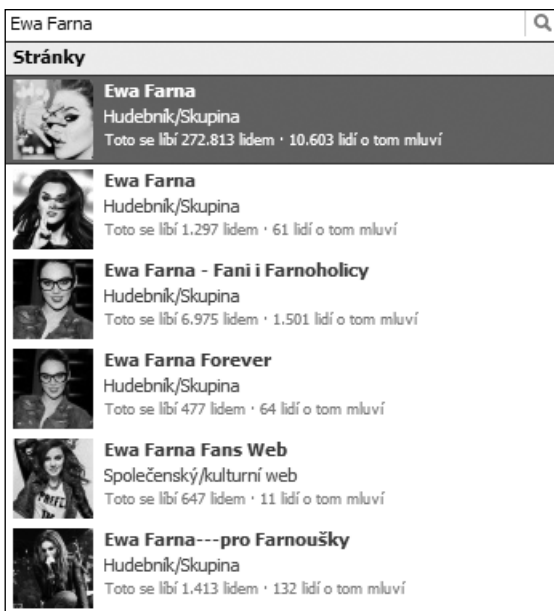 Ewa Farna
Stránky
Ewa Farna
Hudebník/Skupina
Toto se líbí 272.813 lidem · 10.603 lidí o tom mluví
Ewa Farna
Hudebník/Skupina
Toto se líbí 1.297 lidem · 61 lidí o tom mluví
Ewa Farna - Fani i Farnoholicy
Hudebník/Skupina
Toto se líbí 6.975 lidem · 1.501 lidí o tom mluví
Ewa Farna Forever
Hudebník/Skupina
Toto se líbí 477 lidem · 64 lidí o tom mluví
Ewa Farna Fans Web
Společenský/kulturní web
Toto se líbí 647 lidem · 11 lidí o tom mluví
Ewa Farna---pro Farnoušky
Hudebník/Skupina
Toto se líbí 1.413 lidem · 132 lidí o tom mluví